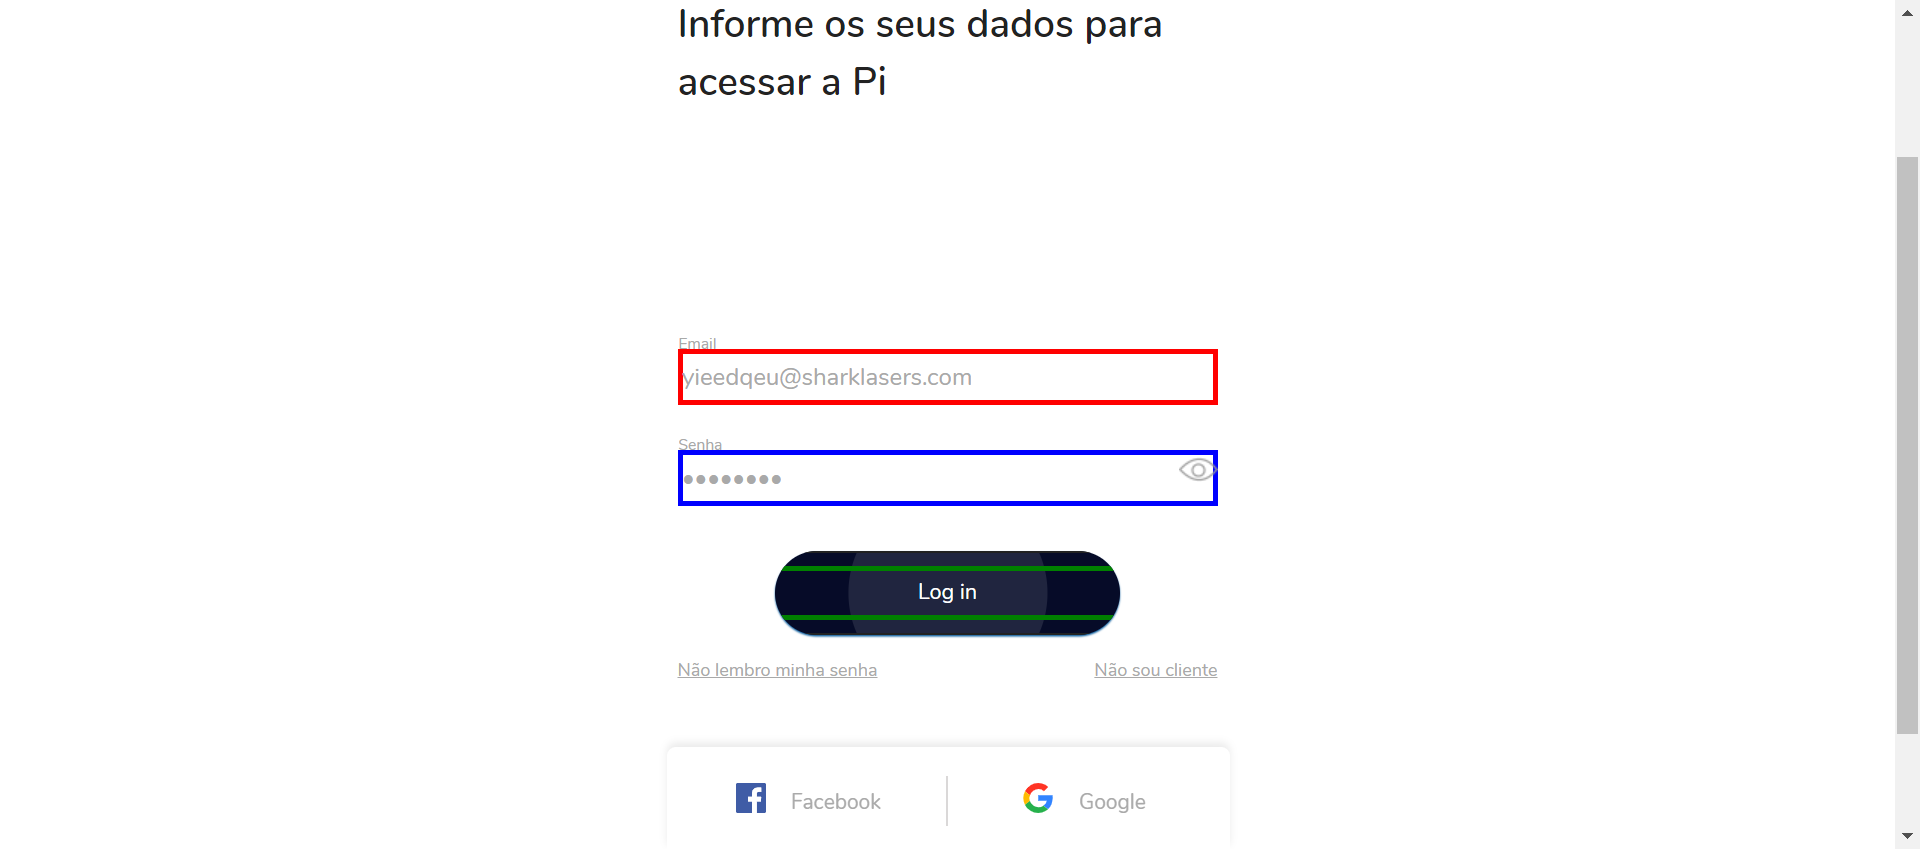 Informe os seus dados para
acessar a Pi
Email
yieedqeu@sharklasers.com
Senha
••••••••
Log in
Não lembro minha senha
Não sou cliente
Facebook
Google